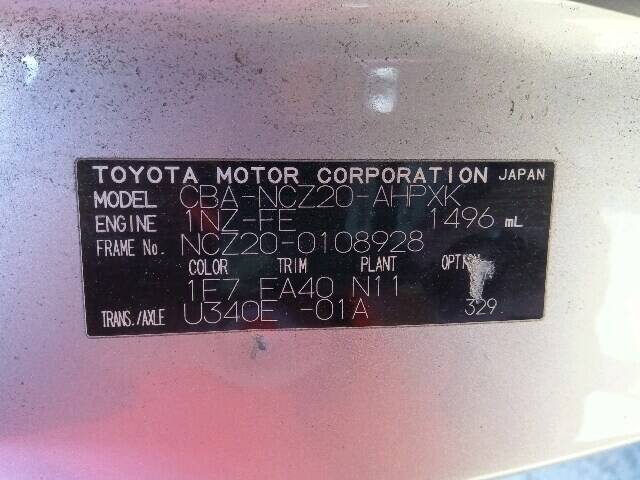 TOYOTA MOTOR CORPORATION JAPAN
MODEL CBA-NCZ20-AHPXK
ENGINE 1NZ-FE 1496 mL
FRAME No. NCZ20-0108928
COLOR TRIM PLANT
1E7 EA40 N11
TRANS./AXLE U340E -01A 329